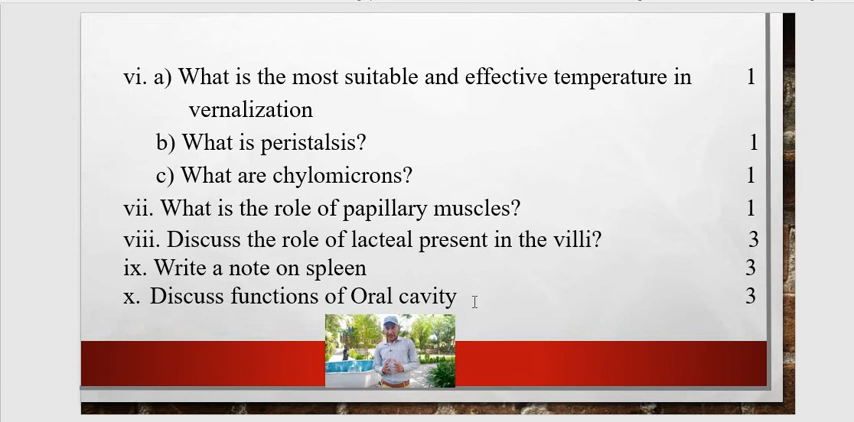 vi. a) What is the most suitable and effective temperature in 1
vernalization
b) What is peristalsis? 1
c) What are chylomicrons? 1
vii. What is the role of papillary muscles? 1
viii. Discuss the role of lacteal present in the villi? 3
ix. Write a note on spleen 3
x. Discuss functions of Oral cavity 3